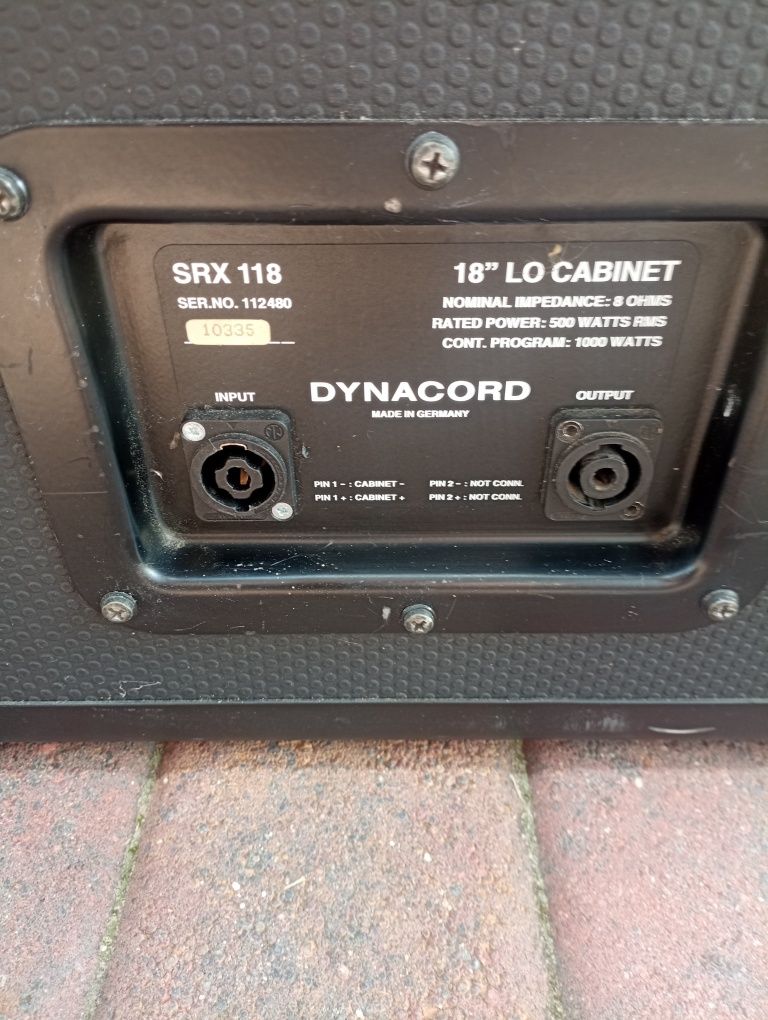 SRX 118
18” LO CABINET
SER.NO. 112480
NOMINAL IMPEDANCE: 8 OHMS
10335
RATED POWER: 500 WATTS RMS
CONT. PROGRAM: 1000 WATTS
DYNACORD
INPUT
OUTPUT
MADE IN GERMANY
PIN 1 – : CABINET –
PIN 2 – : NOT CONN.
PIN 1 + : CABINET +
PIN 2 + : NOT CONN.